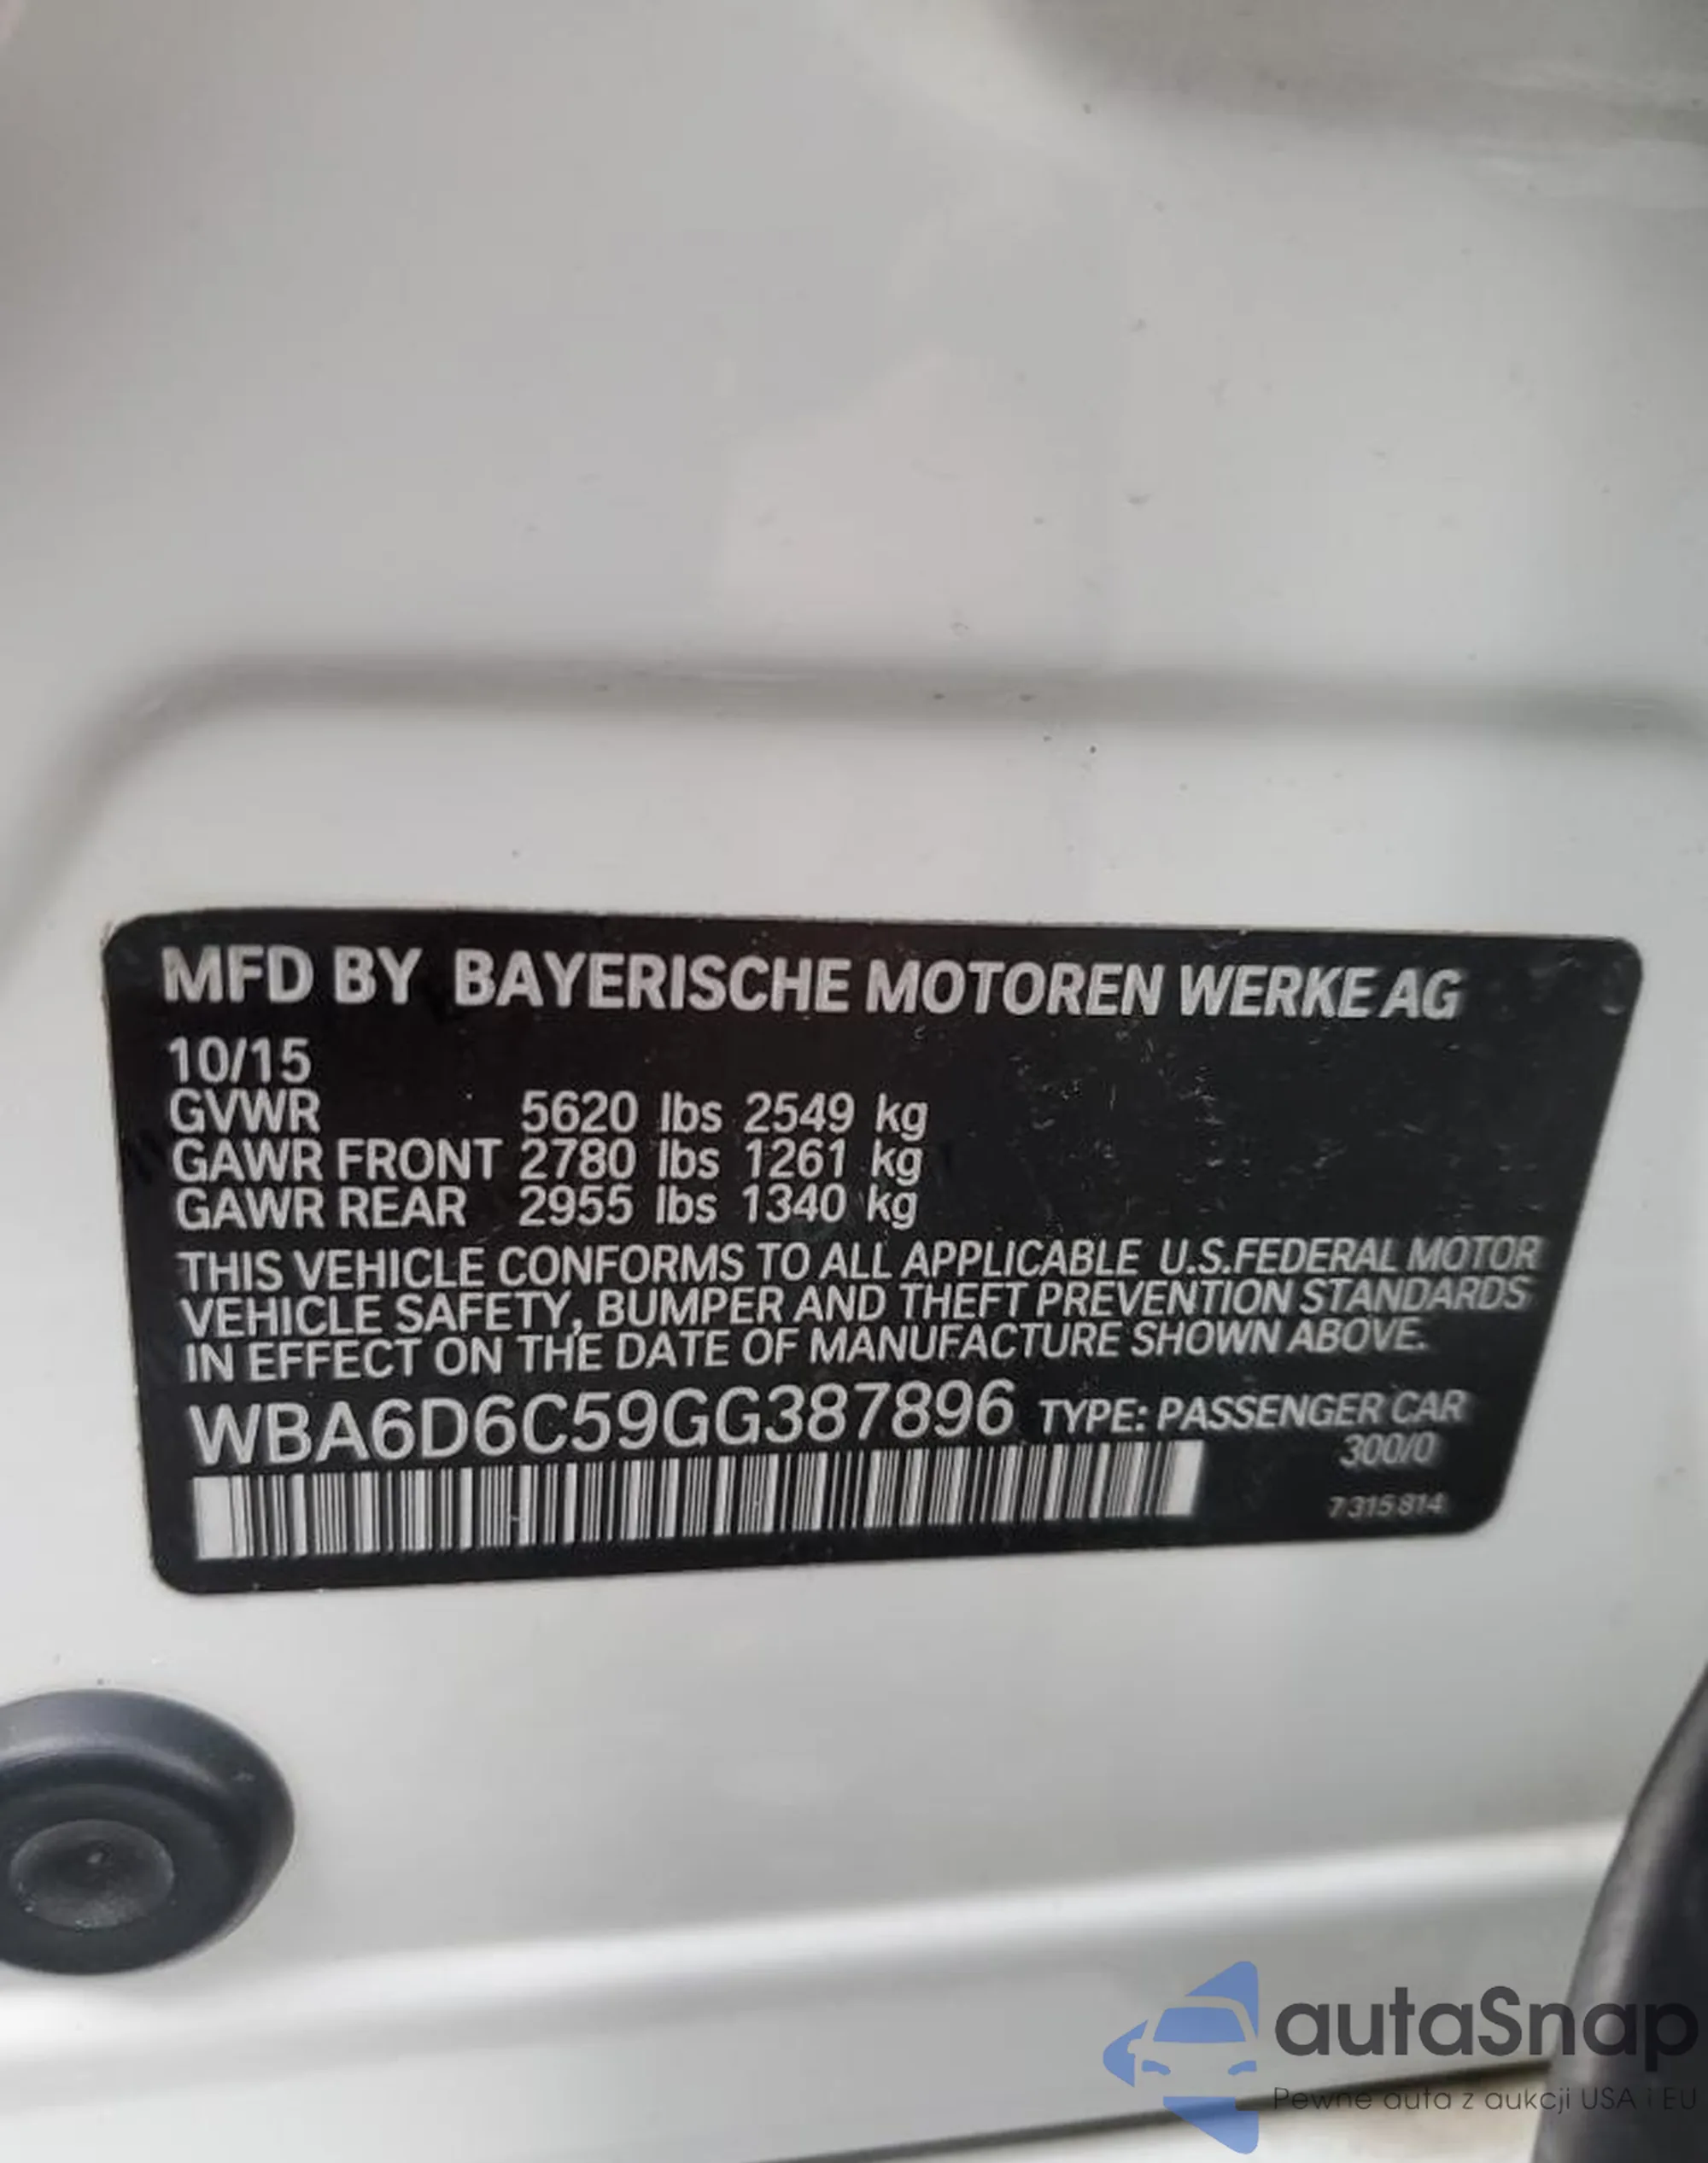 MFD BY BAYERISCHE MOTOREN WERKE AG
10/15
GVWR 5620 lbs 2549 kg
GAWR FRONT 2780 lbs 1261 kg
GAWR REAR 2955 lbs 1340 kg
THIS VEHICLE CONFORMS TO ALL APPLICABLE U.S.FEDERAL MOTOR
VEHICLE SAFETY, BUMPER AND THEFT PREVENTION STANDARDS
IN EFFECT ON THE DATE OF MANUFACTURE SHOWN ABOVE.
WBA6D6C59GG387896 TYPE: PASSENGER CAR
300/0
7 315 814
autaSnap
Pewne auta z aukcji USA i EU